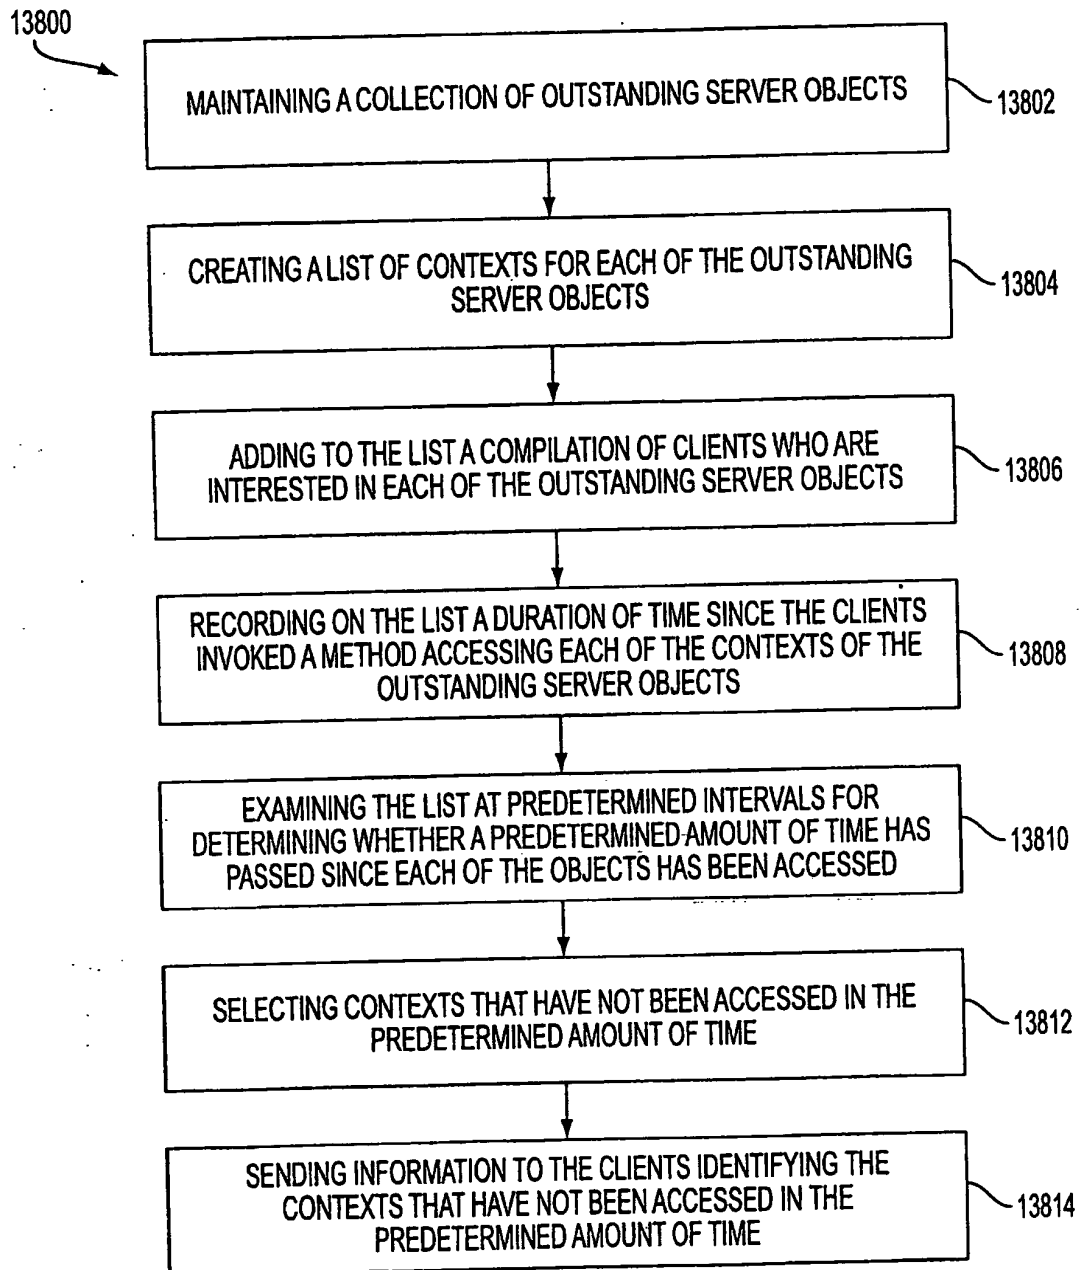 13800
MAINTAINING A COLLECTION OF OUTSTANDING SERVER OBJECTS
13802
CREATING A LIST OF CONTEXTS FOR EACH OF THE OUTSTANDING
SERVER OBJECTS
13804
ADDING TO THE LIST A COMPILATION OF CLIENTS WHO ARE
INTERESTED IN EACH OF THE OUTSTANDING SERVER OBJECTS
13806
RECORDING ON THE LIST A DURATION OF TIME SINCE THE CLIENTS
INVOKED A METHOD ACCESSING EACH OF THE CONTEXTS OF THE
OUTSTANDING SERVER OBJECTS
13808
EXAMINING THE LIST AT PREDETERMINED INTERVALS FOR
DETERMINING WHETHER A PREDETERMINED AMOUNT OF TIME HAS
PASSED SINCE EACH OF THE OBJECTS HAS BEEN ACCESSED
13810
SELECTING CONTEXTS THAT HAVE NOT BEEN ACCESSED IN THE
PREDETERMINED AMOUNT OF TIME
13812
SENDING INFORMATION TO THE CLIENTS IDENTIFYING THE
CONTEXTS THAT HAVE NOT BEEN ACCESSED IN THE
PREDETERMINED AMOUNT OF TIME
13814